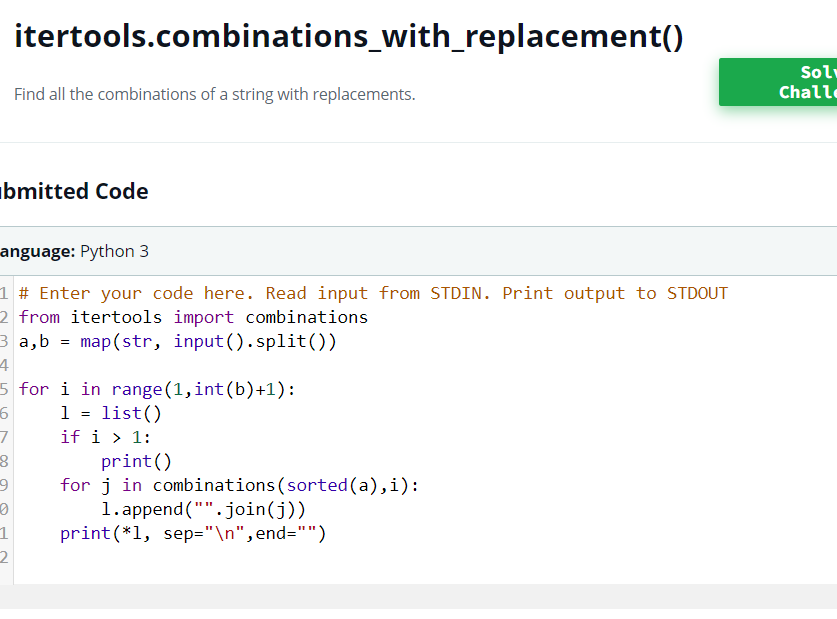 itertools.combinations_with_replacement()
Find all the combinations of a string with replacements.
Solv
Challe
ubmitted Code
anguage: Python 3
1 # Enter your code here. Read input from STDIN. Print output to STDOUT
2 from itertools import combinations
3 a,b = map(str, input().split())
4
5 for i in range(1,int(b)+1):
6     l = list()
7     if i > 1:
8         print()
9     for j in combinations(sorted(a),i):
0         l.append("".join(j))
1     print(*l, sep="\n",end="")
2